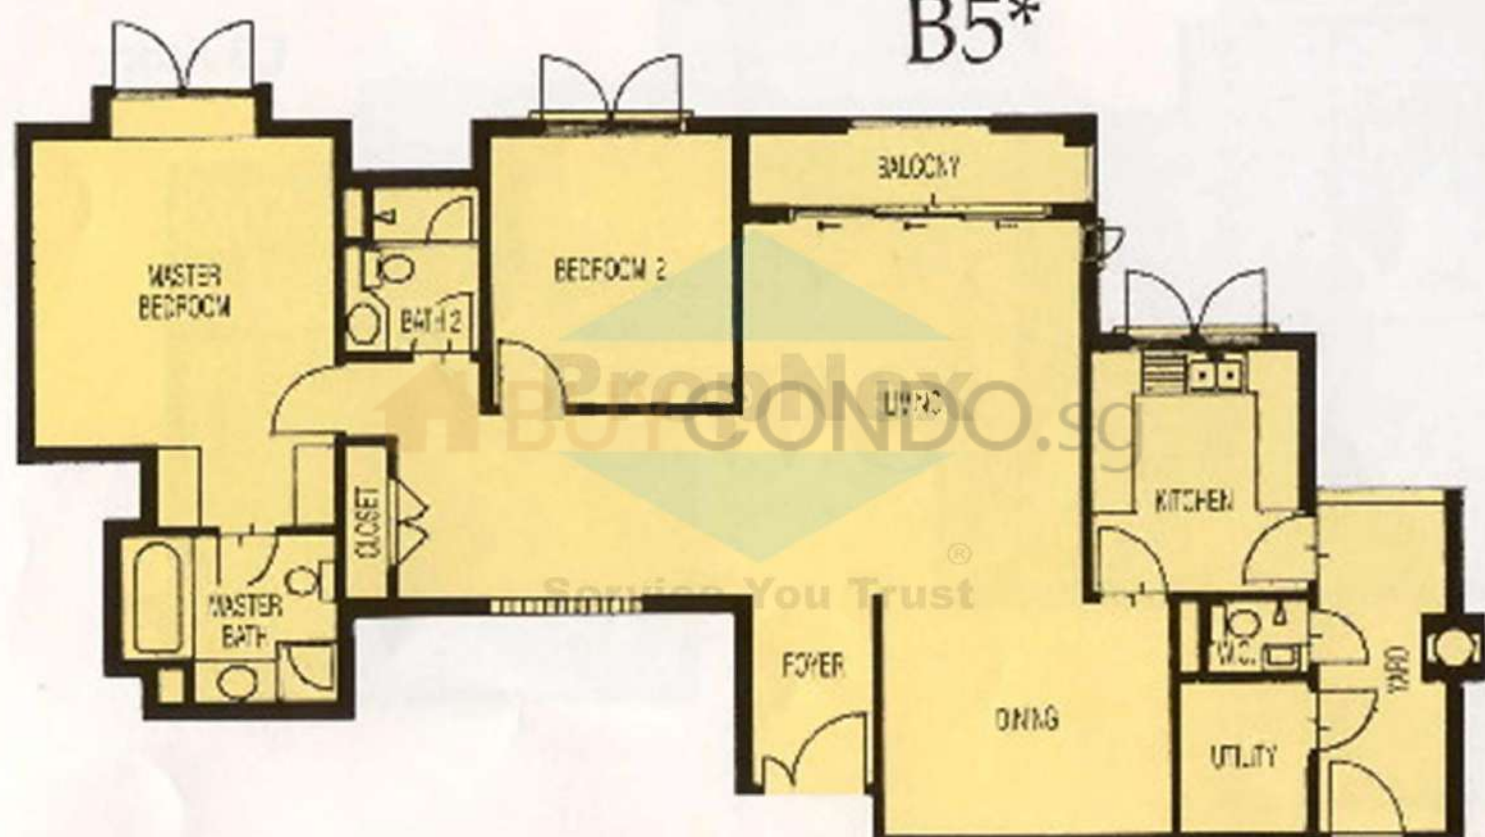 B5*
BALCONY
MASTER
BEDROOM
BEDROOM 2
BATH 2
LIVING
PropNex
BUYCONDO.sg
KITCHEN
CLOSET
®
Service You Trust
MASTER
BATH
FOYER
W.C.
YARD
DINING
UTILITY